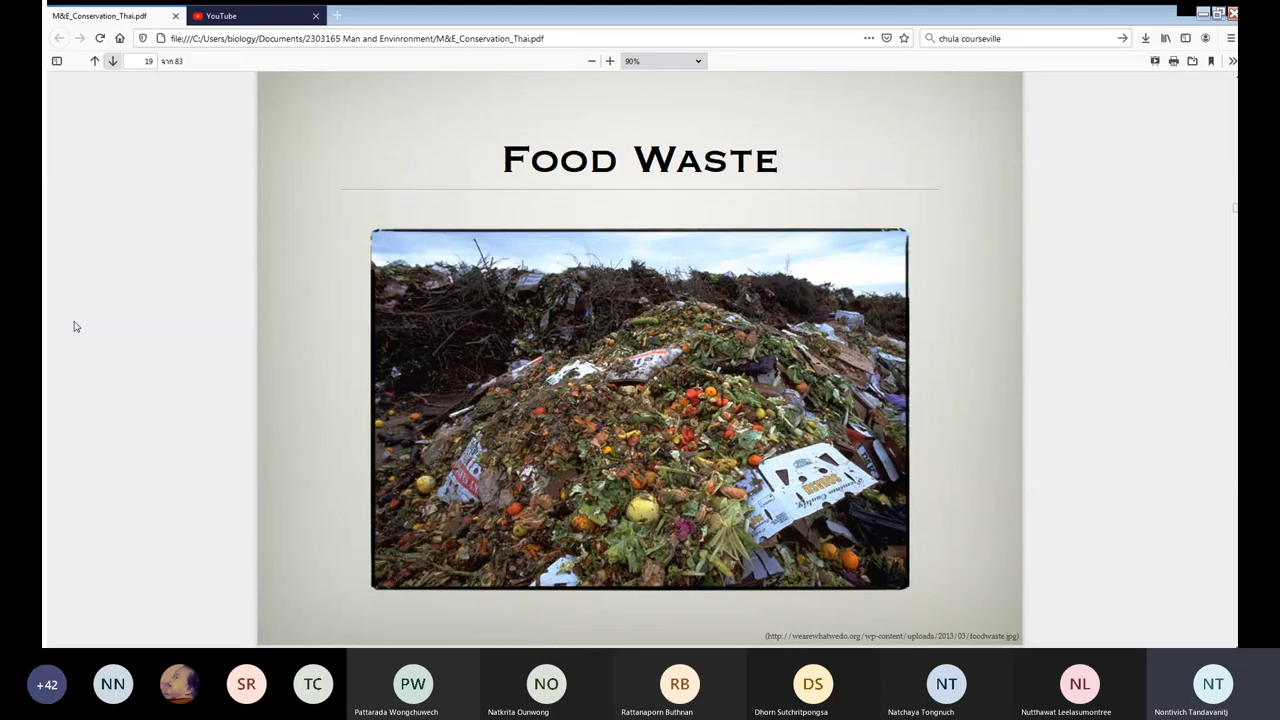 M&E_Conservation_Thai.pdf
YouTube
file:///C:/Users/biology/Documents/2303165 Man and Envinronment/M&E_Conservation_Thai.pdf
chula courseville
19 จาก 83
90%
Food Waste
(http://wearewhatwedo.org/wp-content/uploads/2013/03/foodwaste.jpg)
+42
NN
SR
TC
PW
NO
RB
DS
NT
NL
NT
Pattarada Wongchuwech
Natkrita Ounwong
Rattanaporn Buthnan
Dhorn Sutchritpongsa
Natchaya Tongnuch
Nutthawat Leelasumontree
Nontivich Tandavanitj